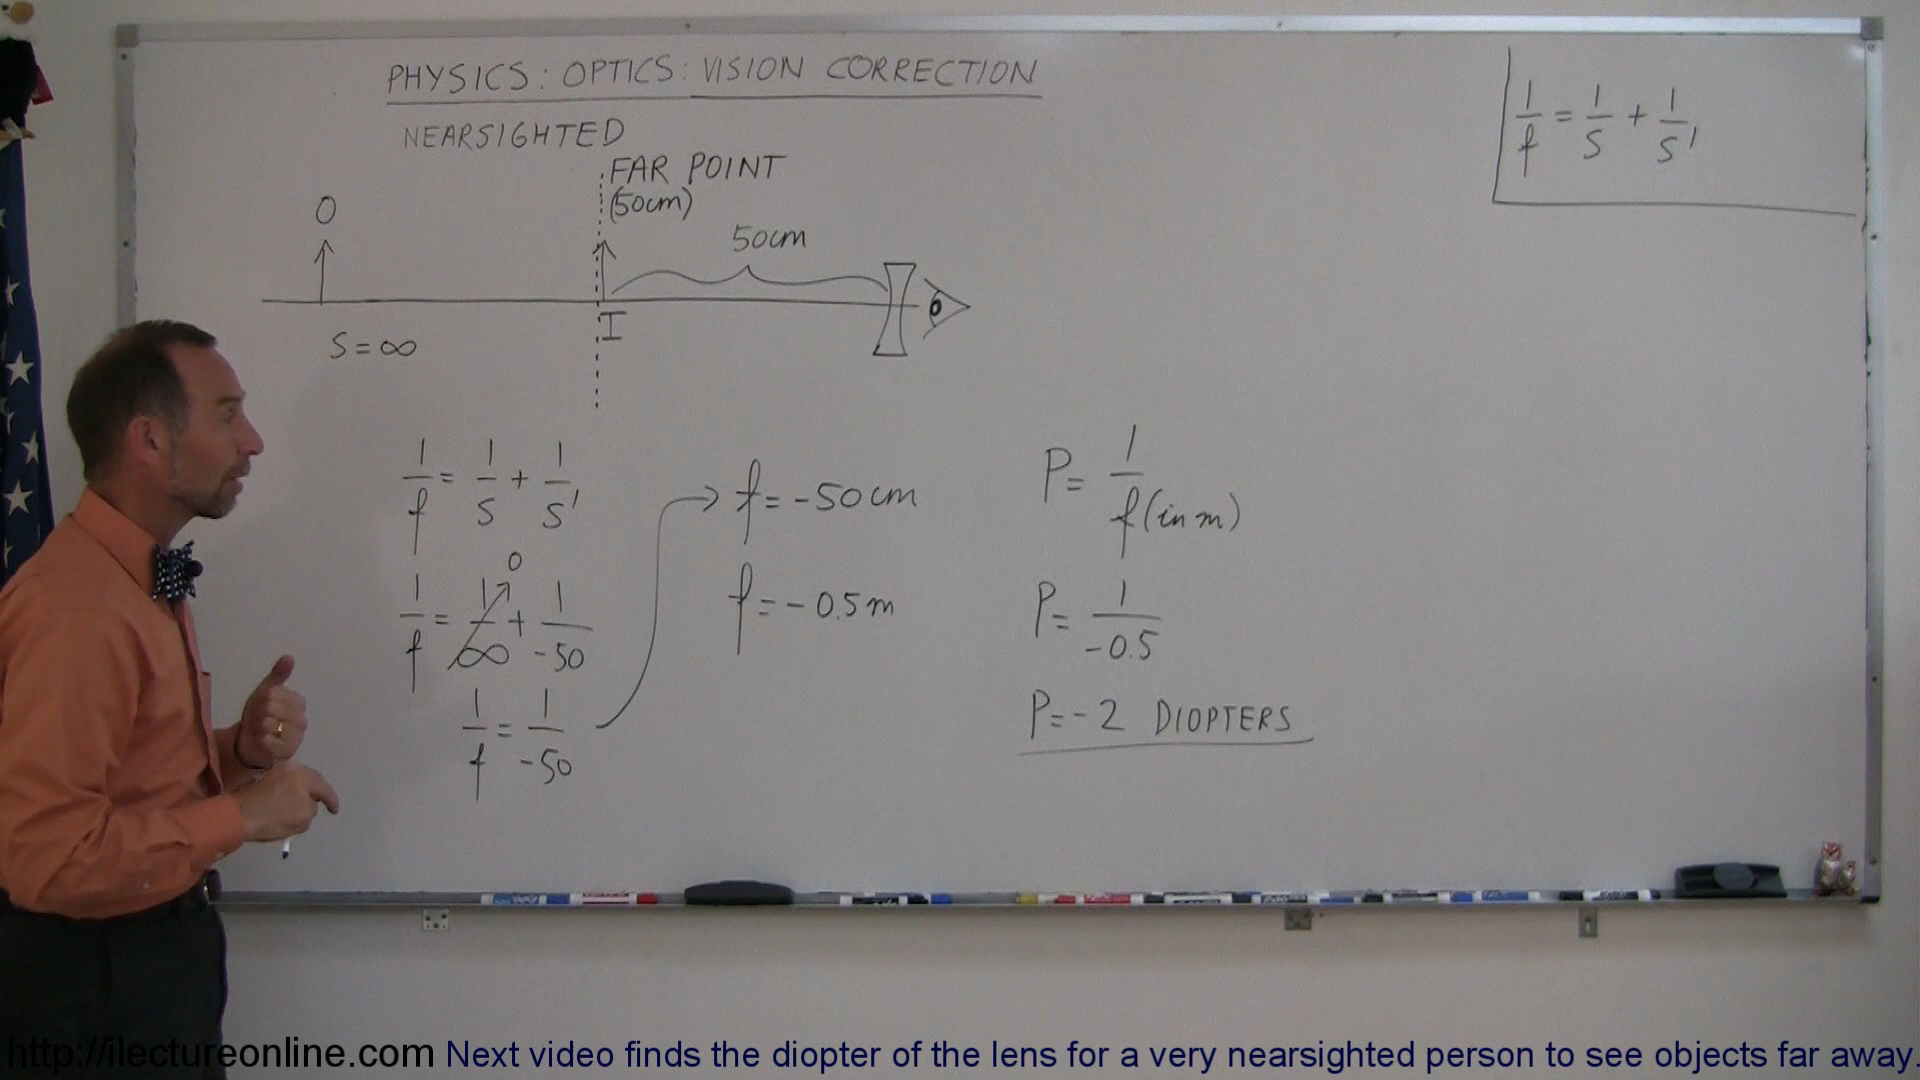 PHYSICS: OPTICS: VISION CORRECTION
NEARSIGHTED
FAR POINT
(50cm)
O
50cm
I
S = ∞
1/f = 1/S + 1/S'
1/f = 1/S + 1/S'
1/f = 1/∞ + 1/-50
0
1/f = 1/-50
f = -50cm
f = -0.5m
P = 1/f (in m)
P = 1/-0.5
P = -2 DIOPTERS
http://ilectureonline.com Next video finds the diopter of the lens for a very nearsighted person to see objects far away.